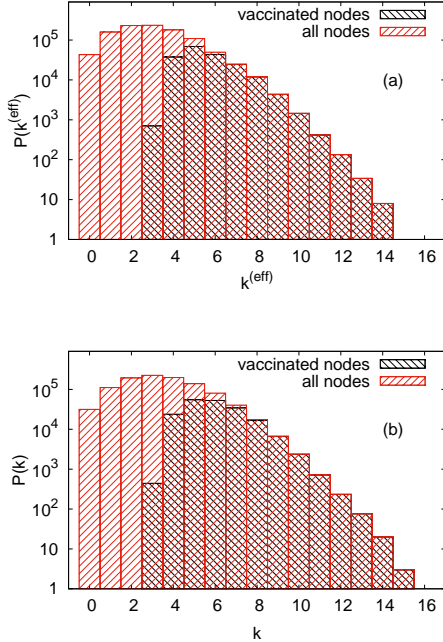 vaccinated nodes
all nodes
(a)
P(k^(eff))
10^5
10^4
10^3
10^2
10
1
0 2 4 6 8 10 12 14 16
k^(eff)
vaccinated nodes
all nodes
(b)
P(k)
10^5
10^4
10^3
10^2
10
1
0 2 4 6 8 10 12 14 16
k